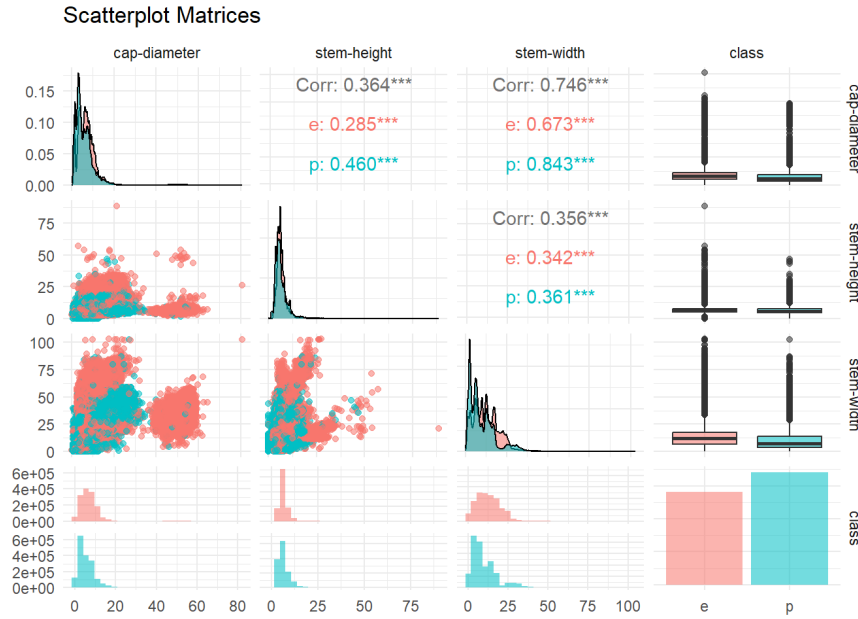 Scatterplot Matrices
cap-diameter stem-height stem-width class
0.15
0.10
0.05
0.00
Corr: 0.364***
e: 0.285***
p: 0.460***
Corr: 0.746***
e: 0.673***
p: 0.843***
cap-diameter
75
50
25
0
Corr: 0.356***
e: 0.342***
p: 0.361***
stem-height
100
75
50
25
0
stem-width
6e+05
4e+05
2e+05
0e+00
6e+05
4e+05
2e+05
0e+00
class
0 20 40 60 80 0 25 50 75 0 25 50 75 100 e p